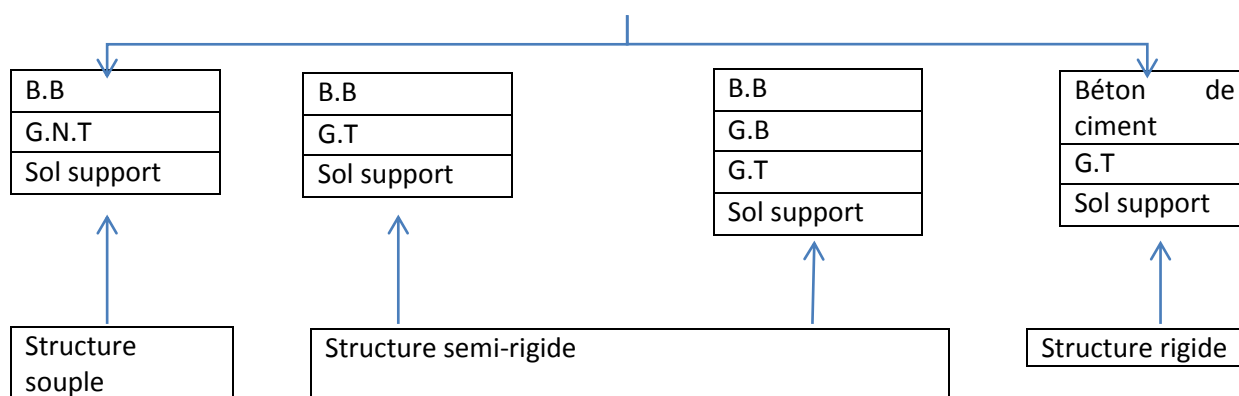 B.B
G.N.T
Sol support
B.B
G.T
Sol support
B.B
G.B
G.T
Sol support
Béton de
ciment
G.T
Sol support
Structure
souple
Structure semi-rigide
Structure rigide